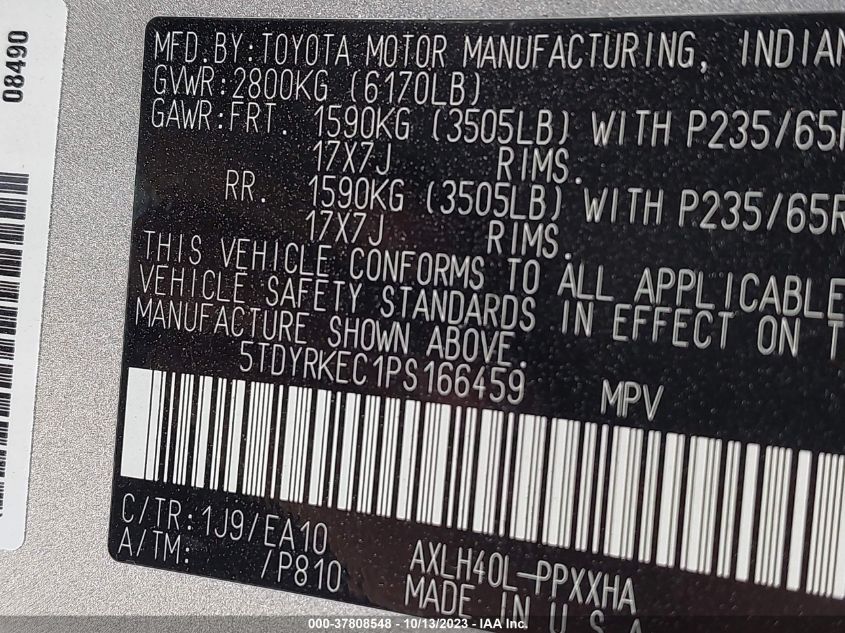 08490
MFD.BY:TOYOTA MOTOR MANUFACTURING, INDIAN
GVWR:2800KG (6170LB)
GAWR:FRT. 1590KG (3505LB) WITH P235/65R
17X7J RIMS.
RR. 1590KG (3505LB) WITH P235/65R
17X7J RIMS.
THIS VEHICLE CONFORMS TO ALL APPLICABLE
VEHICLE SAFETY STANDARDS IN EFFECT ON T
MANUFACTURE SHOWN ABOVE.
5TDYRKEC1PS166459 MPV
C/TR:1J9/EA10
A/TM: /P810
AXLH40L-PPXXHA
MADE IN U.S.A
000-37808548 - 10/13/2023 - IAA Inc.